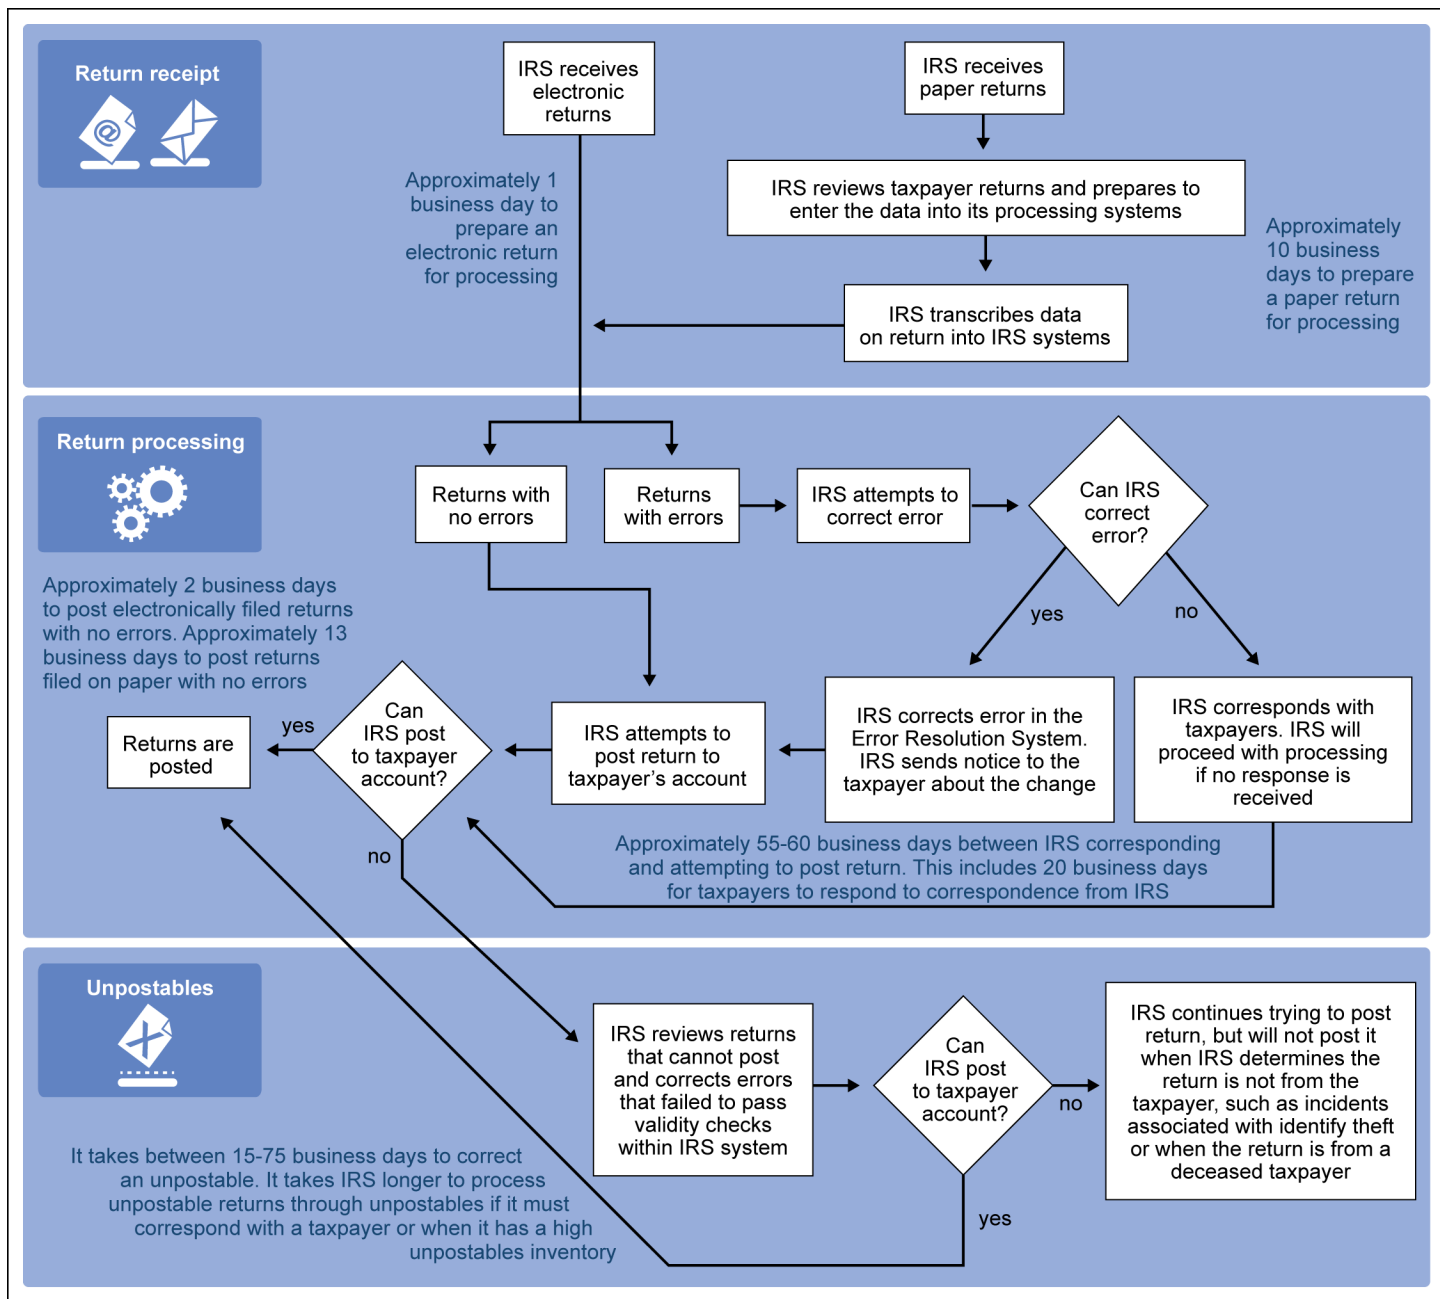 Return receipt
@
IRS receives
electronic
returns
IRS receives
paper returns
Approximately 1
business day to
prepare an
electronic return
for processing
IRS reviews taxpayer returns and prepares to
enter the data into its processing systems
Approximately
10 business
days to prepare
a paper return
for processing
IRS transcribes data
on return into IRS systems
Return processing
Returns with
no errors
Returns
with errors
IRS attempts to
correct error
Can IRS
correct
error?
yes
no
Approximately 2 business days
to post electronically filed returns
with no errors. Approximately 13
business days to post returns
filed on paper with no errors
Returns are
posted
yes
Can
IRS post
to taxpayer
account?
no
IRS attempts to
post return to
taxpayer’s account
IRS corrects error in the
Error Resolution System.
IRS sends notice to the
taxpayer about the change
IRS corresponds with
taxpayers. IRS will
proceed with processing
if no response is
received
Approximately 55-60 business days between IRS corresponding
and attempting to post return. This includes 20 business days
for taxpayers to respond to correspondence from IRS
Unpostables
IRS reviews returns
that cannot post
and corrects errors
that failed to pass
validity checks
within IRS system
Can
IRS post
to taxpayer
account?
no
yes
IRS continues trying to post
return, but will not post it
when IRS determines the
return is not from the
taxpayer, such as incidents
associated with identify theft
or when the return is from a
deceased taxpayer
It takes between 15-75 business days to correct
an unpostable. It takes IRS longer to process
unpostable returns through unpostables if it must
correspond with a taxpayer or when it has a high
unpostables inventory